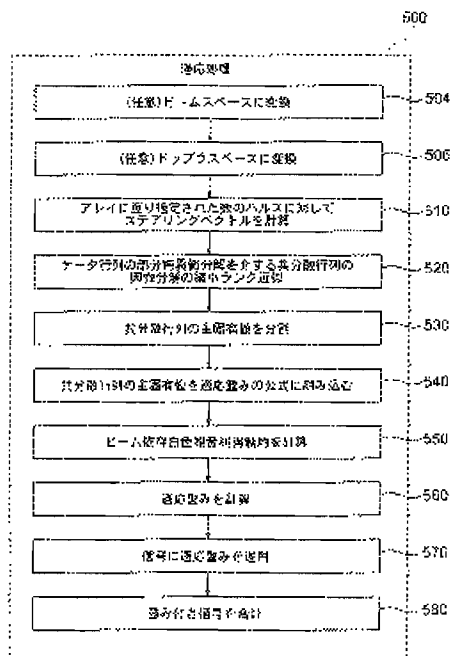 500
適応処理
(任意)ビームスペースに変換
504
(任意)ドップラスペースに変換
506
アレイに亘り指定された数のパルスに対して
ステアリングベクトルを計算
510
データ行列の部分特異値分解を介する共分散行列の
固有分解の縮小ランク近似
520
共分散行列の主固有値を分割
530
共分散行列の主固有値を適応重みの公式に組み込む
540
ビーム依存白色雑音利得制約を計算
550
適応重みを計算
560
信号に適応重みを適用
570
重み付き信号を合計
580